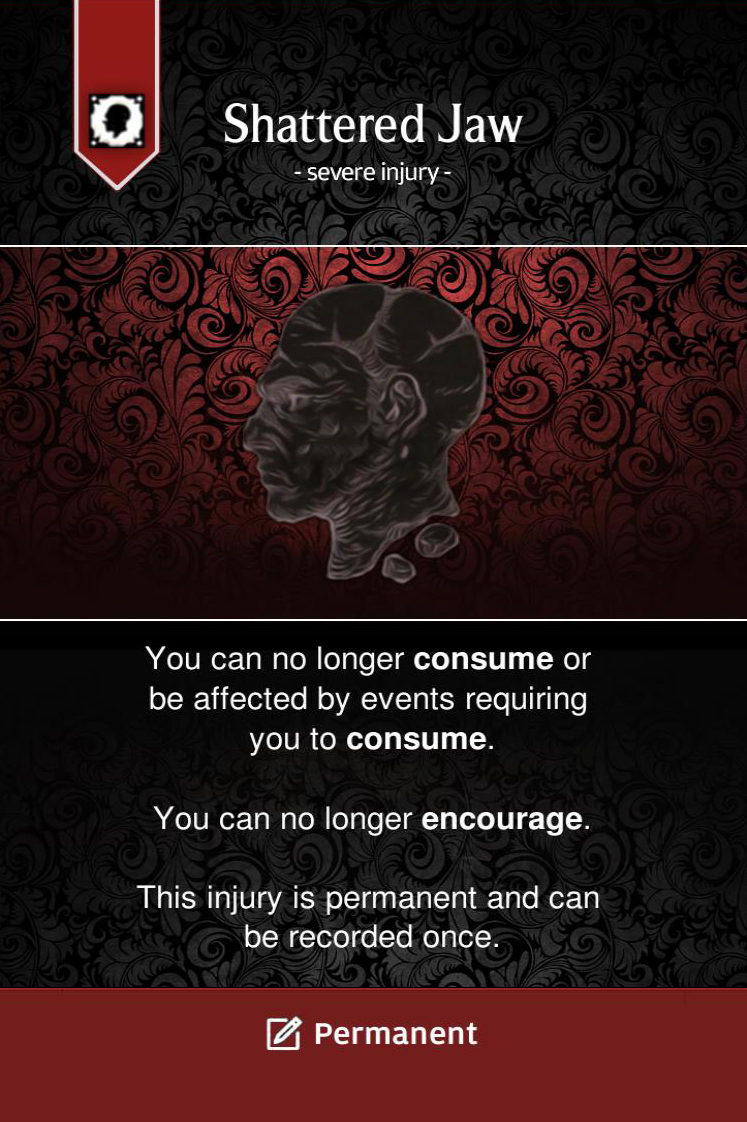 Shattered Jaw
- severe injury -
You can no longer consume or
be affected by events requiring
you to consume.
You can no longer encourage.
This injury is permanent and can
be recorded once.
Permanent